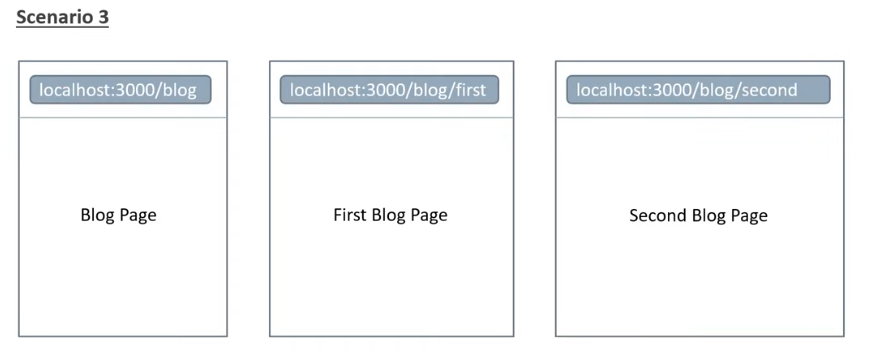 Scenario 3
localhost:3000/blog
Blog Page
localhost:3000/blog/first
First Blog Page
localhost:3000/blog/second
Second Blog Page